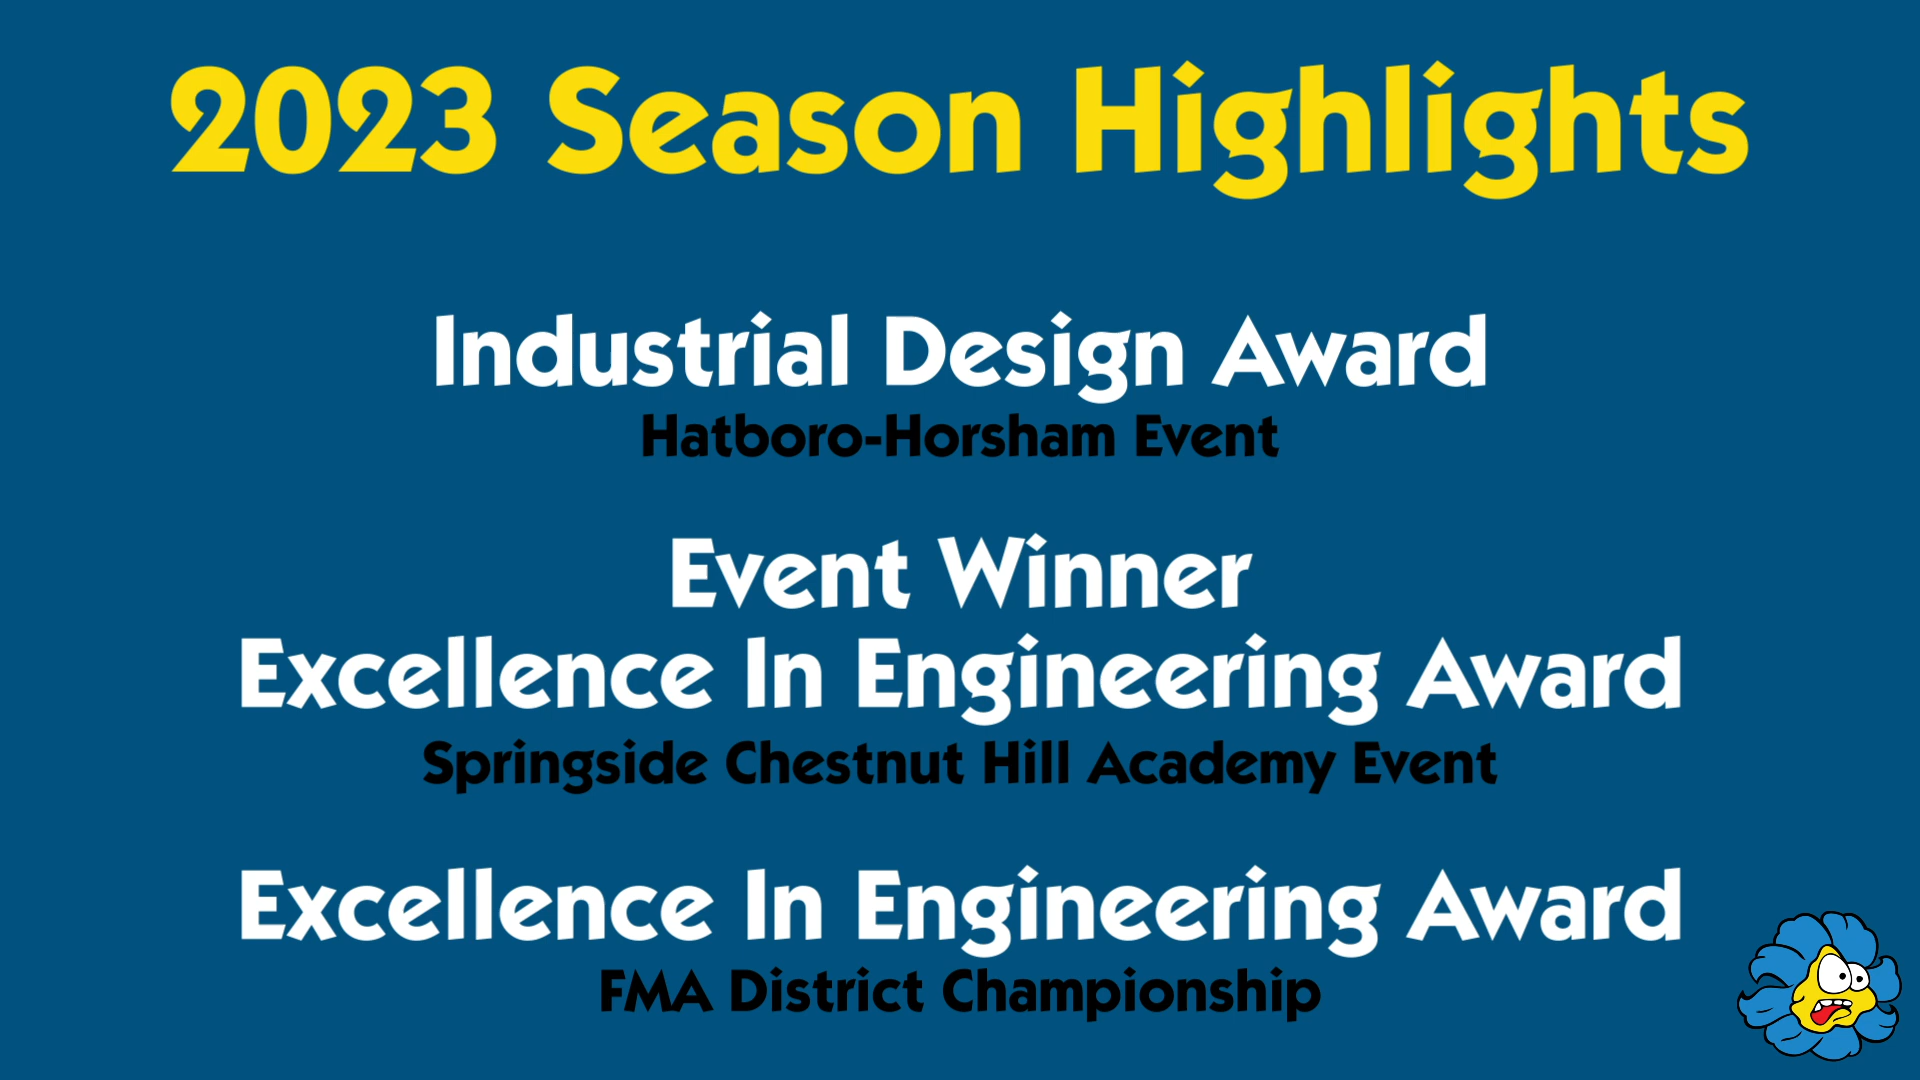 2023 Season Highlights
Industrial Design Award
Hatboro-Horsham Event
Event Winner
Excellence In Engineering Award
Springside Chestnut Hill Academy Event
Excellence In Engineering Award
FMA District Championship